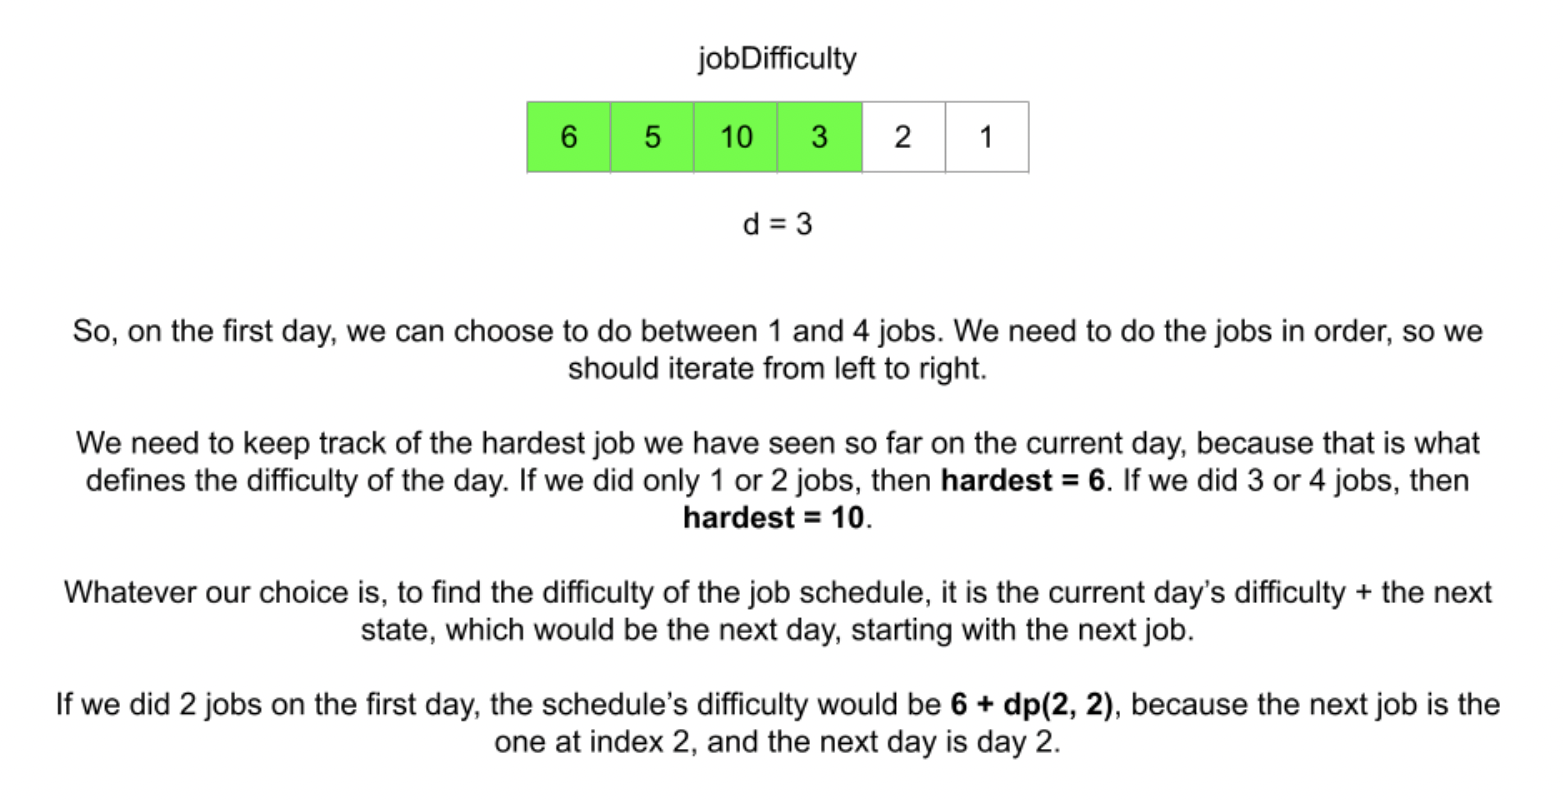 jobDifficulty
6 5 10 3 2 1
d = 3
So, on the first day, we can choose to do between 1 and 4 jobs. We need to do the jobs in order, so we
should iterate from left to right.
We need to keep track of the hardest job we have seen so far on the current day, because that is what
defines the difficulty of the day. If we did only 1 or 2 jobs, then hardest = 6. If we did 3 or 4 jobs, then
hardest = 10.
Whatever our choice is, to find the difficulty of the job schedule, it is the current day’s difficulty + the next
state, which would be the next day, starting with the next job.
If we did 2 jobs on the first day, the schedule’s difficulty would be 6 + dp(2, 2), because the next job is the
one at index 2, and the next day is day 2.